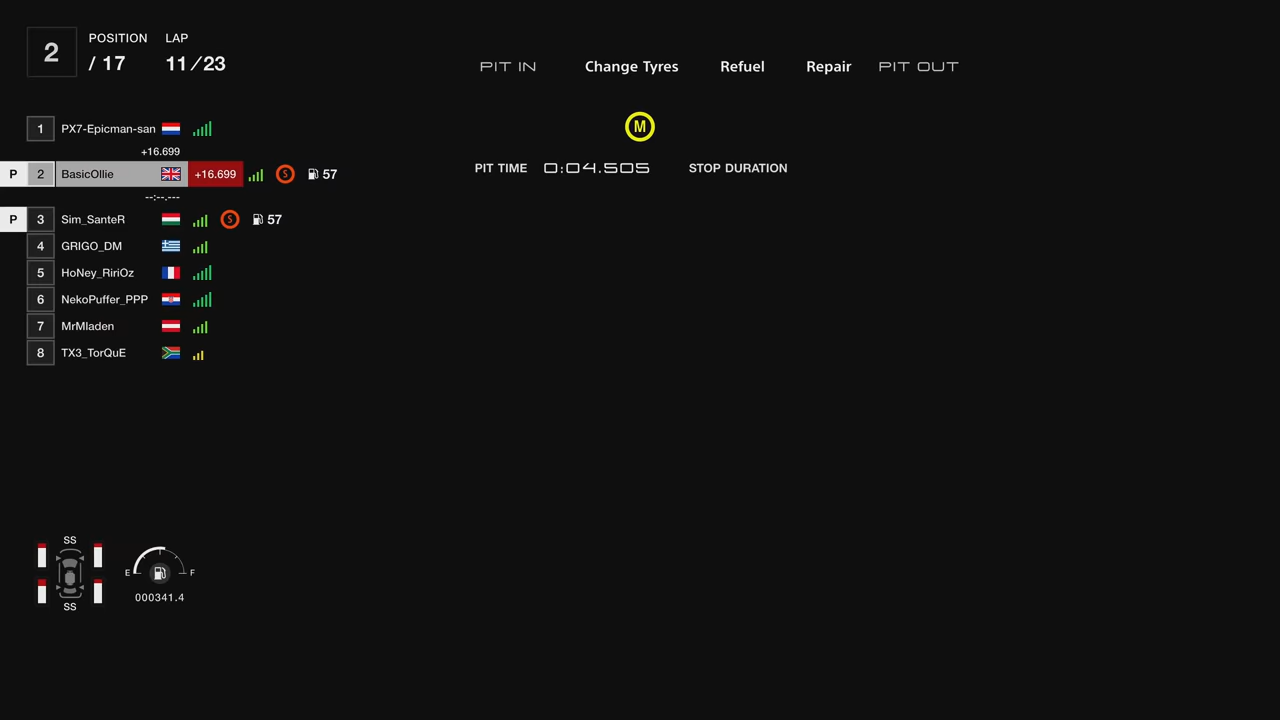 2
POSITION
/ 17
LAP
11/23
PIT IN
Change Tyres
Refuel
Repair
PIT OUT
M
PIT TIME
0:04.505
STOP DURATION
1 PX7-Epicman-san
+16.699
P 2 BasicOllie +16.699 S 57
--:--.---
P 3 Sim_SanteR S 57
4 GRIGO_DM
5 HoNey_RiriOz
6 NekoPuffer_PPP
7 MrMladen
8 TX3_TorQuE
SS
E F
000341.4
SS